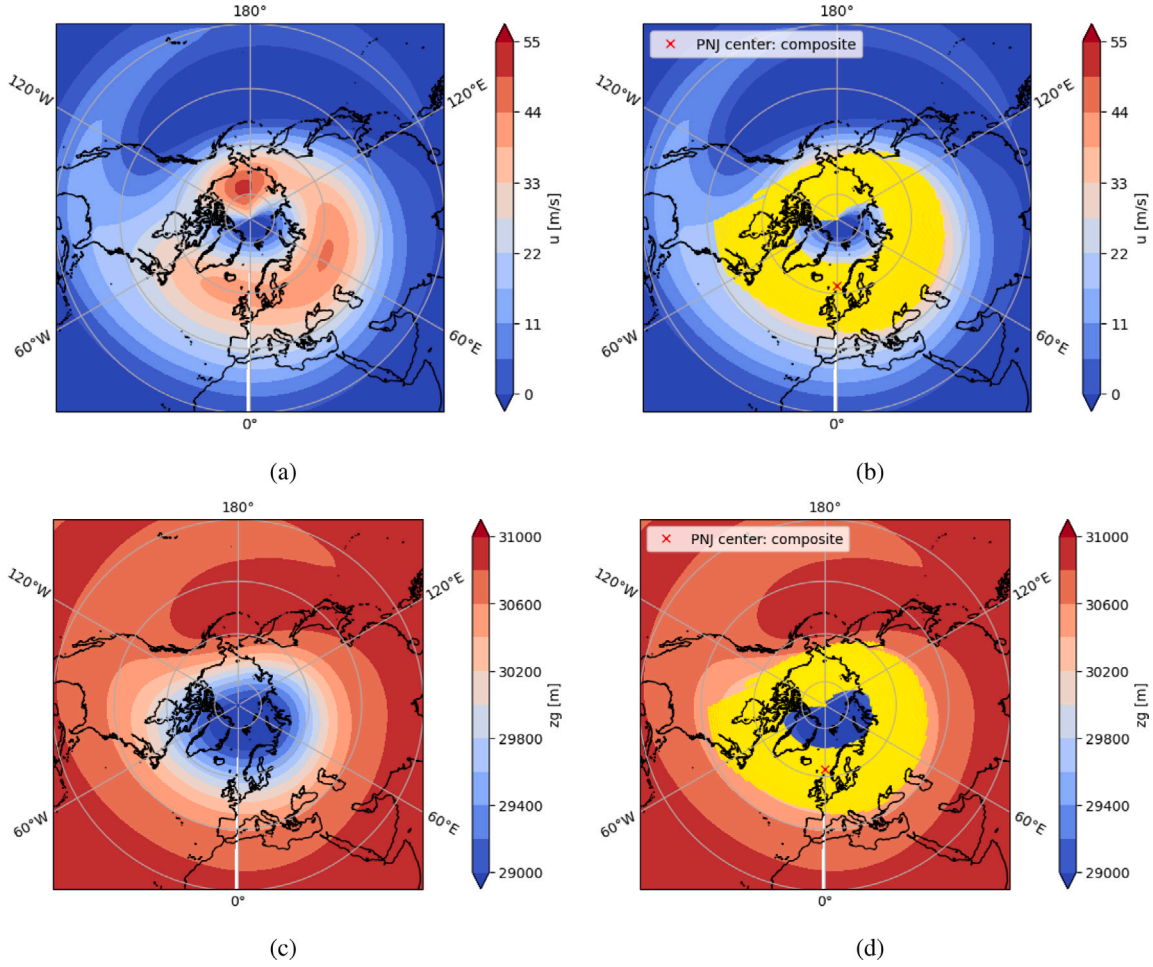 180°
120°W
120°E
60°W
60°E
0°
55
44
33
22
11
0
u [m/s]
(a)
180°
× PNJ center: composite
120°W
120°E
60°W
60°E
0°
55
44
33
22
11
0
u [m/s]
(b)
180°
120°W
120°E
60°W
60°E
0°
31000
30600
30200
29800
29400
29000
zg [m]
(c)
180°
× PNJ center: composite
120°W
120°E
60°W
60°E
0°
31000
30600
30200
29800
29400
29000
zg [m]
(d)